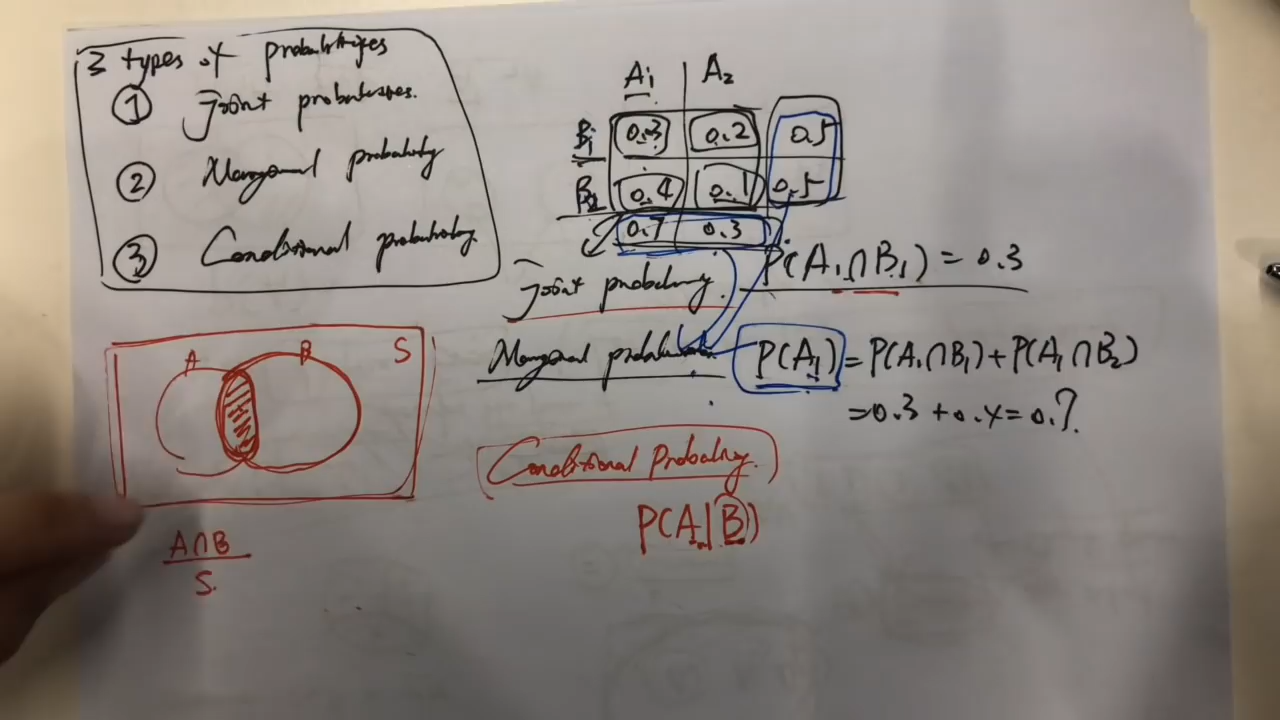 3 types of probabilities
① Joint probabilities.
② Marginal probability
③ Conditional probability
A1 A2
B1 0.3 0.2 0.5
B2 0.4 0.1 0.5
0.7 0.3
Joint probability. P(A1∩B1) = 0.3
Marginal probabilities P(A1) = P(A1∩B1) + P(A1∩B2)
= 0.3 + 0.4 = 0.7.
A B S
Conditional Probability.
P(A|B)
A∩B
S.